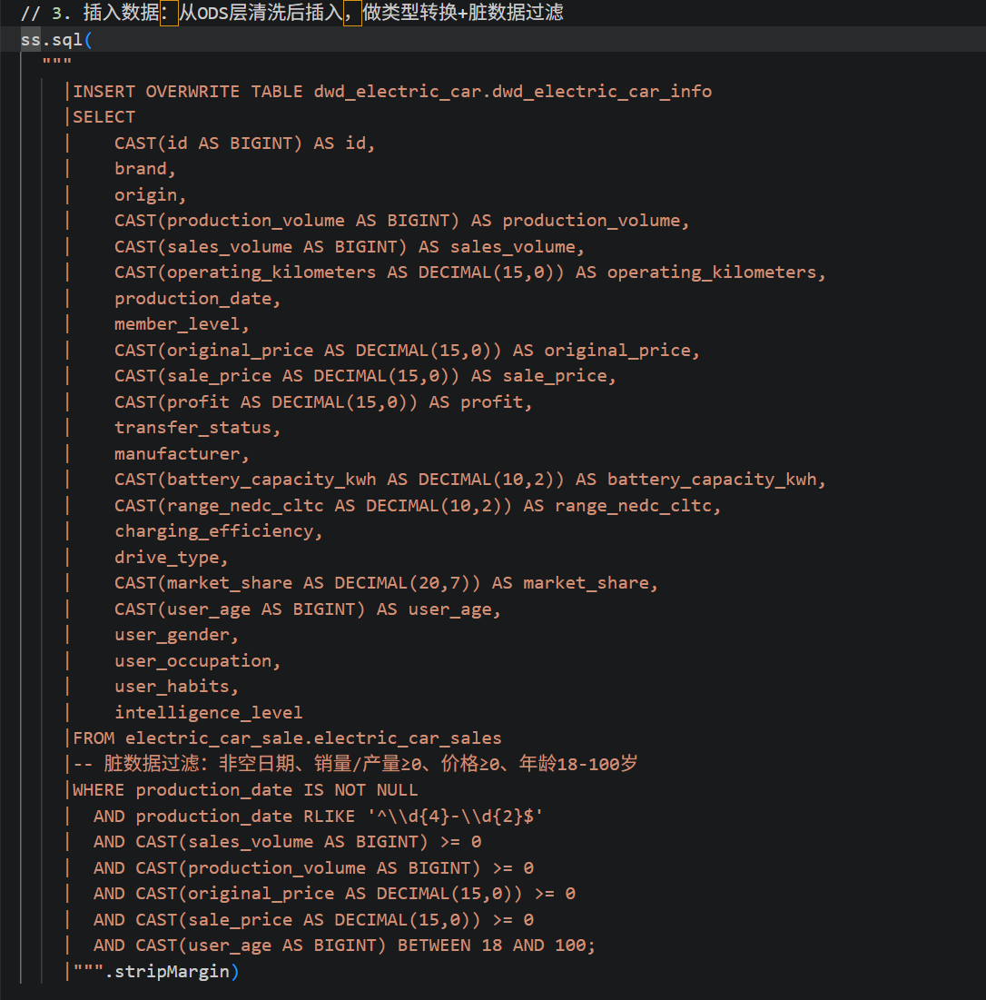 // 3. 插入数据：从ODS层清洗后插入，做类型转换+脏数据过滤
ss.sql(
"""
|INSERT OVERWRITE TABLE dwd_electric_car.dwd_electric_car_info
|SELECT
|    CAST(id AS BIGINT) AS id,
|    brand,
|    origin,
|    CAST(production_volume AS BIGINT) AS production_volume,
|    CAST(sales_volume AS BIGINT) AS sales_volume,
|    CAST(operating_kilometers AS DECIMAL(15,0)) AS operating_kilometers,
|    production_date,
|    member_level,
|    CAST(original_price AS DECIMAL(15,0)) AS original_price,
|    CAST(sale_price AS DECIMAL(15,0)) AS sale_price,
|    CAST(profit AS DECIMAL(15,0)) AS profit,
|    transfer_status,
|    manufacturer,
|    CAST(battery_capacity_kwh AS DECIMAL(10,2)) AS battery_capacity_kwh,
|    CAST(range_nedc_cltc AS DECIMAL(10,2)) AS range_nedc_cltc,
|    charging_efficiency,
|    drive_type,
|    CAST(market_share AS DECIMAL(20,7)) AS market_share,
|    CAST(user_age AS BIGINT) AS user_age,
|    user_gender,
|    user_occupation,
|    user_habits,
|    intelligence_level
|FROM electric_car_sale.electric_car_sales
|-- 脏数据过滤：非空日期、销量/产量≥0、价格≥0、年龄18-100岁
|WHERE production_date IS NOT NULL
|  AND production_date RLIKE '^\\d{4}-\\d{2}$'
|  AND CAST(sales_volume AS BIGINT) >= 0
|  AND CAST(production_volume AS BIGINT) >= 0
|  AND CAST(original_price AS DECIMAL(15,0)) >= 0
|  AND CAST(sale_price AS DECIMAL(15,0)) >= 0
|  AND CAST(user_age AS BIGINT) BETWEEN 18 AND 100;
|""".stripMargin)